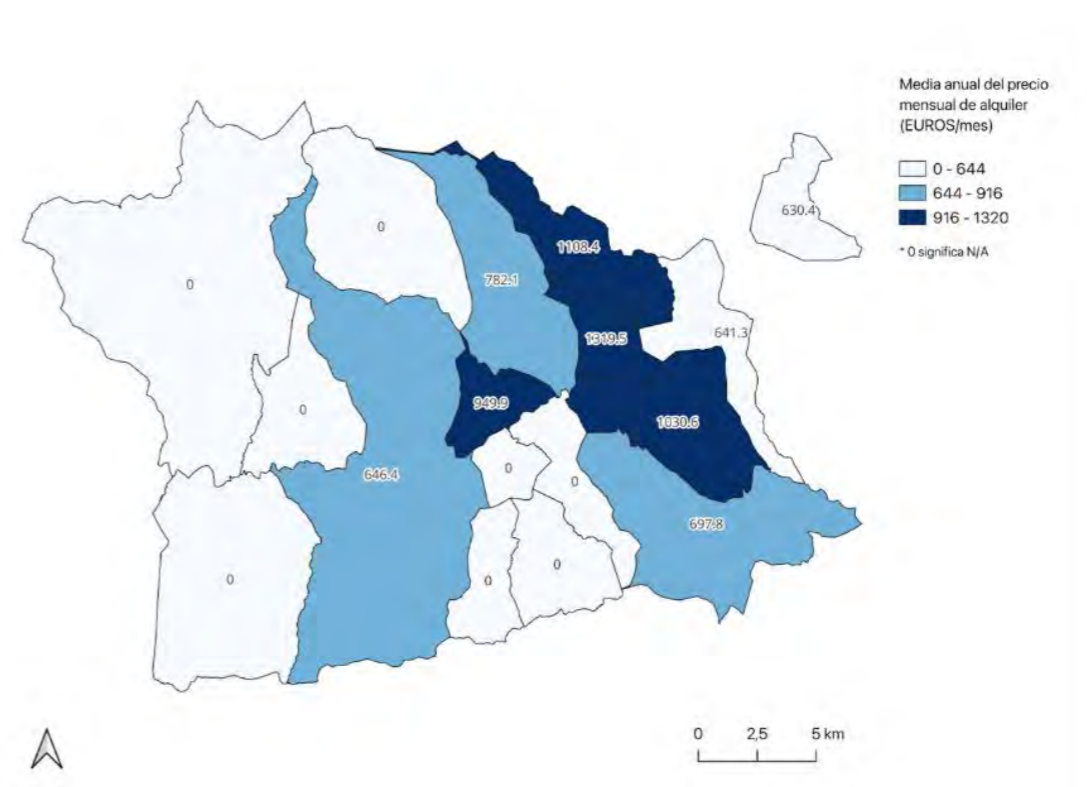 Media anual del precio
mensual de alquiler
(EUROS/mes)
0 - 644
644 - 916
916 - 1320
* 0 significa N/A
630.4
0
1108.4
0
782.1
641.3
1319.5
949.9
0
1030.6
646.4
0
0
697.8
0
0
0
0 2,5 5 km